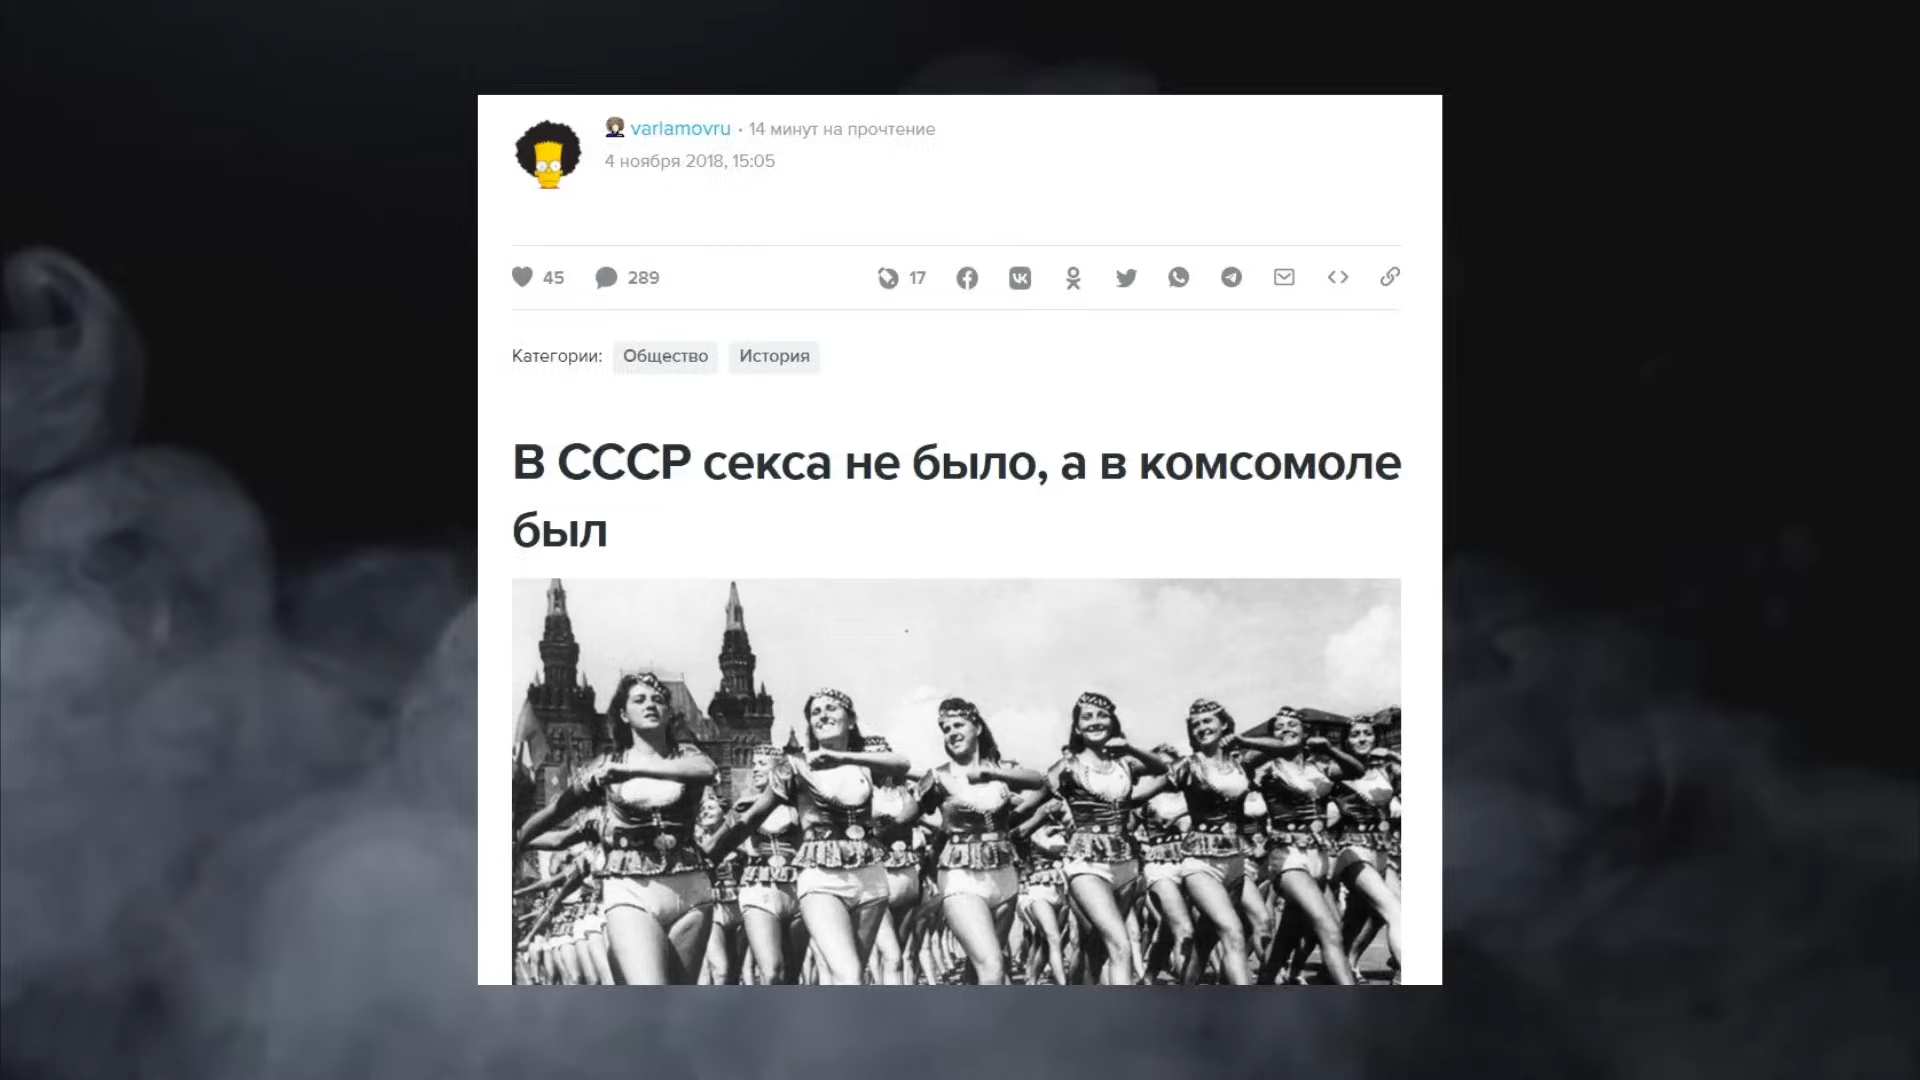 varlamovru • 14 минут на прочтение
4 ноября 2018, 15:05
45 289 17
Категории: Общество История
В СССР секса не было, а в комсомоле
был